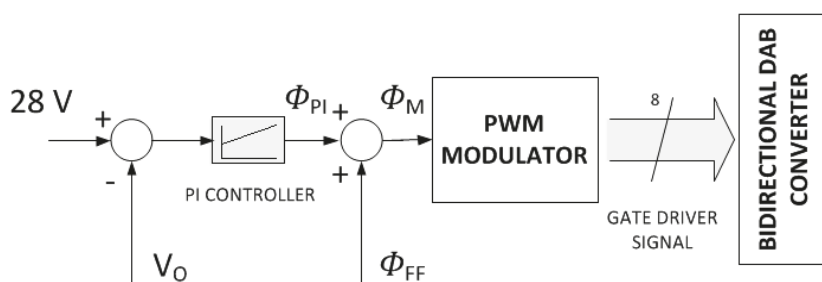 28 V
+
-
V_O
PI CONTROLLER
Φ_PI
+
+
Φ_FF
Φ_M
PWM
MODULATOR
8
GATE DRIVER
SIGNAL
BIDIRECTIONAL DAB
CONVERTER